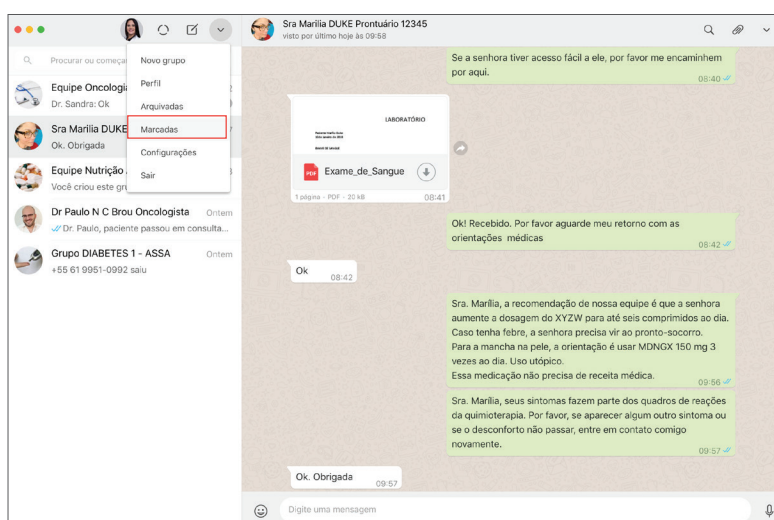 Sra Marilia DUKE Prontuário 12345
visto por último hoje às 09:58
Procurar ou começa
Novo grupo
Perfil
Arquivadas
Marcadas
Configurações
Sair
Equipe Oncologi
Dr. Sandra: Ok
Sra Marilia DUKE
Ok. Obrigada
Equipe Nutrição
Você criou este gr
Dr Paulo N C Brou Oncologista Ontem
Dr. Paulo, paciente passou em consulta...
Grupo DIABETES 1 - ASSA Ontem
+55 61 9951-0992 saiu
Se a senhora tiver acesso fácil a ele, por favor me encaminhem
por aqui.
08:40
LABORATÓRIO
PDF Exame_de_Sangue
1 página - PDF - 20 kB 08:41
Ok! Recebido. Por favor aguarde meu retorno com as
orientações médicas
08:42
Ok
08:42
Sra. Marília, a recomendação de nossa equipe é que a senhora
aumente a dosagem do XYZW para até seis comprimidos ao dia.
Caso tenha febre, a senhora precisa vir ao pronto-socorro.
Para a mancha na pele, a orientação é usar MDNGX 150 mg 3
vezes ao dia. Uso utópico.
Essa medicação não precisa de receita médica.
09:56
Sra. Marília, seus sintomas fazem parte dos quadros de reações
da quimioterapia. Por favor, se aparecer algum outro sintoma ou
se o desconforto não passar, entre em contato comigo
novamente.
09:57
Ok. Obrigada
09:57
Digite uma mensagem